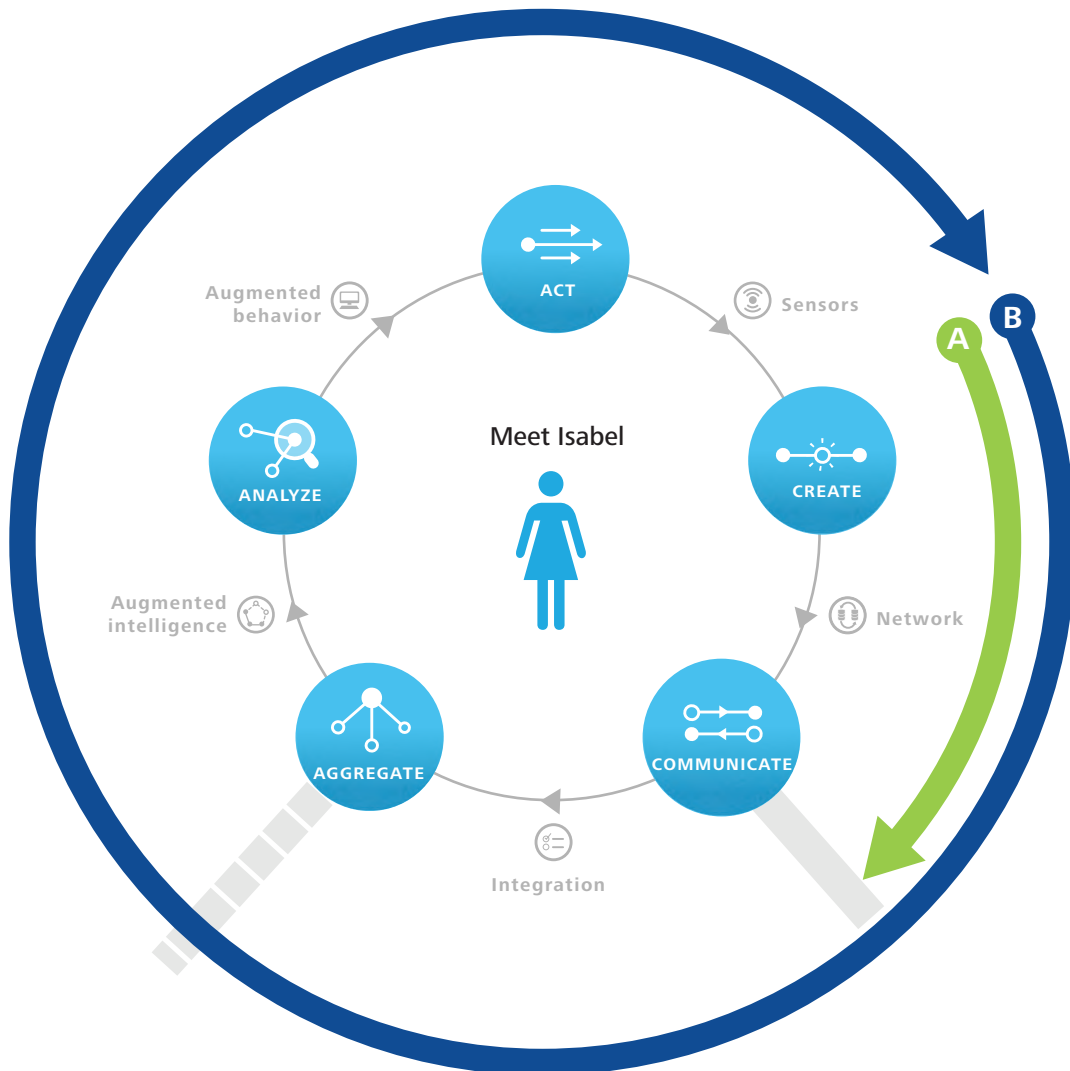 ACT
Augmented
behavior
Sensors
B
A
Meet Isabel
ANALYZE
CREATE
Augmented
intelligence
Network
AGGREGATE
COMMUNICATE
Integration